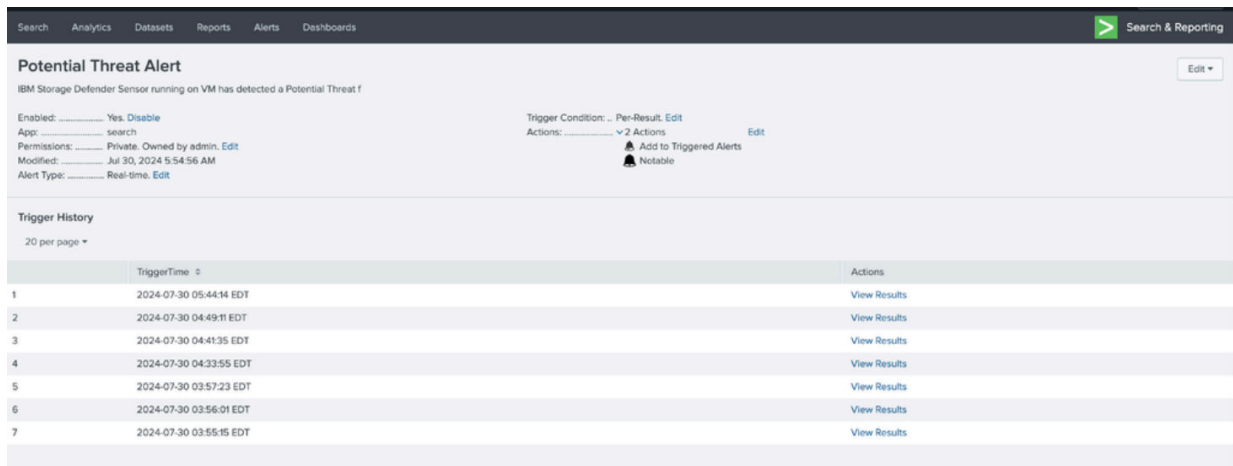 Search Analytics Datasets Reports Alerts Dashboards Search & Reporting
Potential Threat Alert
Edit
IBM Storage Defender Sensor running on VM has detected a Potential Threat f
Enabled: ..................... Yes. Disable
App: ............................ search
Permissions: ............ Private. Owned by admin. Edit
Modified: .................. Jul 30, 2024 5:54:56 AM
Alert Type: ............... Real-time. Edit
Trigger Condition: .. Per-Result. Edit
Actions: ..................... 2 Actions Edit
Add to Triggered Alerts
Notable
Trigger History
20 per page
TriggerTime Actions
1 2024-07-30 05:44:14 EDT View Results
2 2024-07-30 04:49:11 EDT View Results
3 2024-07-30 04:41:35 EDT View Results
4 2024-07-30 04:33:55 EDT View Results
5 2024-07-30 03:57:23 EDT View Results
6 2024-07-30 03:56:01 EDT View Results
7 2024-07-30 03:55:15 EDT View Results